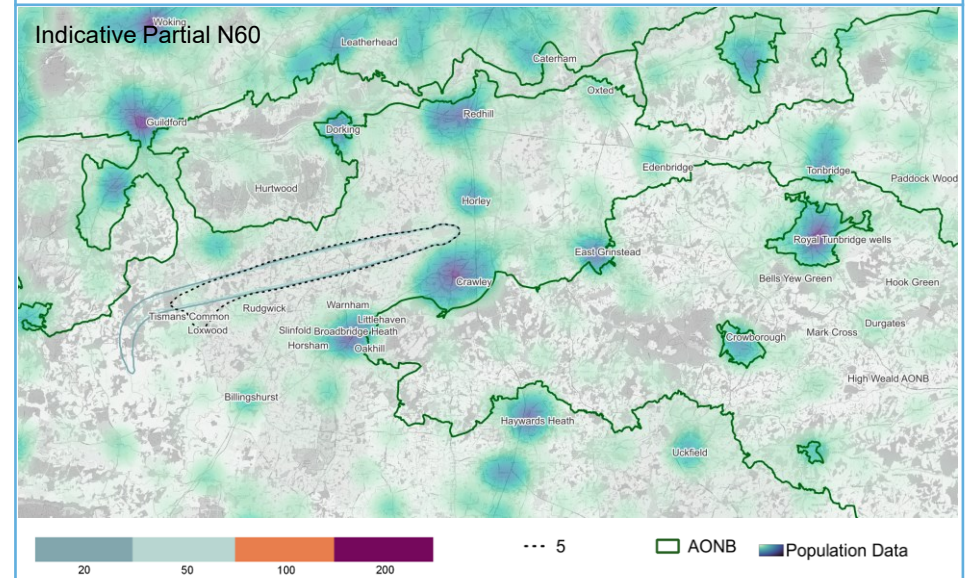 Woking
Indicative Partial N60
Leatherhead
Caterham
Oxted
Redhill
Guildford
Dorking
Edenbridge
Tonbridge
Paddock Wood
Hurtwood
Horley
Royal Tunbridge wells
East Grinstead
Bells Yew Green
Crawley
Hook Green
Warnham
Rudgwick
Tismans Common
Littlehaven
Loxwood
Slinfold Broadbridge Heath
Durgates
Mark Cross
Crowborough
Horsham
Oakhill
High Weald AONB
Billingshurst
Haywards Heath
Uckfield
5
AONB
Population Data
20 50 100 200